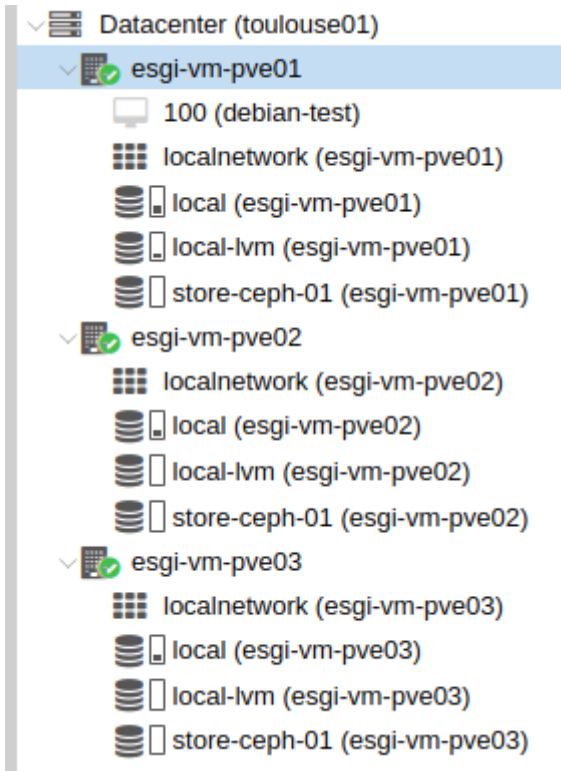 Datacenter (toulouse01)
esgi-vm-pve01
100 (debian-test)
localnetwork (esgi-vm-pve01)
local (esgi-vm-pve01)
local-lvm (esgi-vm-pve01)
store-ceph-01 (esgi-vm-pve01)
esgi-vm-pve02
localnetwork (esgi-vm-pve02)
local (esgi-vm-pve02)
local-lvm (esgi-vm-pve02)
store-ceph-01 (esgi-vm-pve02)
esgi-vm-pve03
localnetwork (esgi-vm-pve03)
local (esgi-vm-pve03)
local-lvm (esgi-vm-pve03)
store-ceph-01 (esgi-vm-pve03)